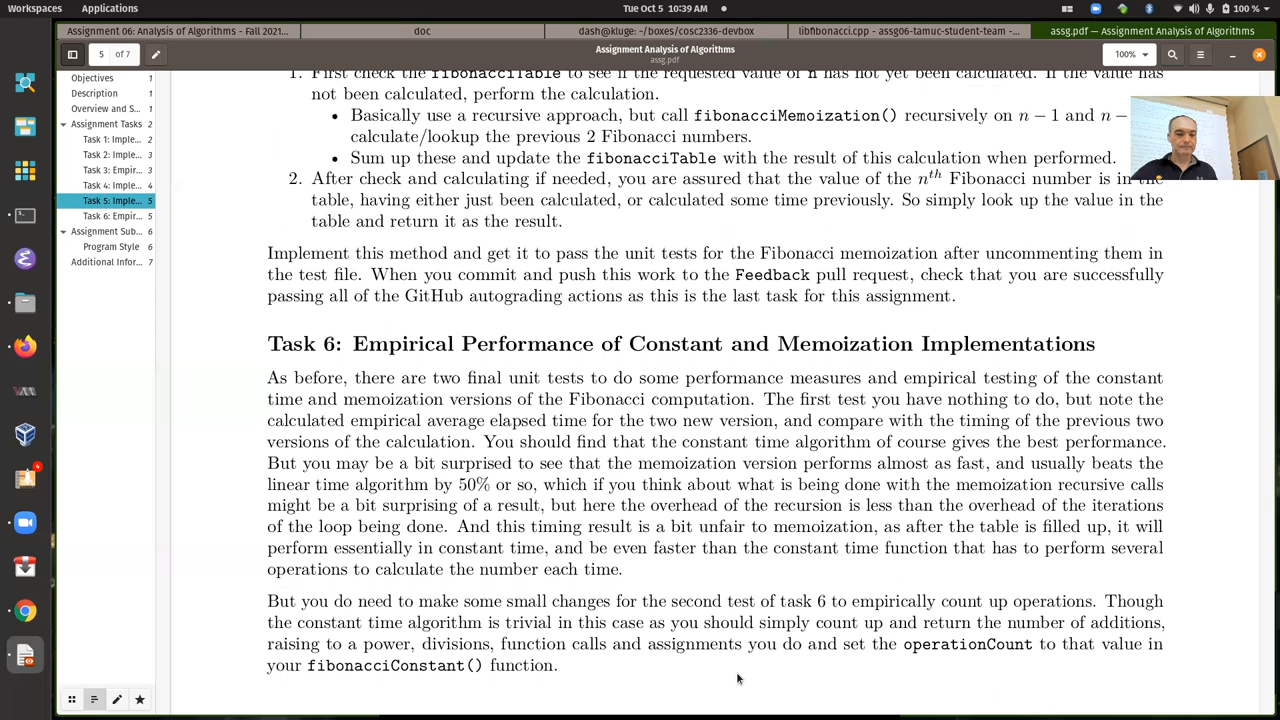 Workspaces Applications Tue Oct 5 10:39 AM 100 %
Assignment 06: Analysis of Algorithms - Fall 2021... doc dash@kluge: ~/boxes/cosc2336-devbox libfibonacci.cpp - assg06-tamuc-student-team -... assg.pdf — Assignment Analysis of Algorithms
5 of 7 Assignment Analysis of Algorithms 100%
assg.pdf
Objectives 1
Description 1
Overview and S... 1
Assignment Tasks 2
Task 1: Imple... 2
Task 2: Imple... 3
Task 3: Empir... 3
Task 4: Imple... 4
Task 5: Imple... 5
Task 6: Empir... 5
Assignment Sub... 6
Program Style 6
Additional Infor... 7
1. First check the fibonacciTable to see if the requested value of n has not yet been calculated. If the value has
not been calculated, perform the calculation.
• Basically use a recursive approach, but call fibonacciMemoization() recursively on n − 1 and n −
calculate/lookup the previous 2 Fibonacci numbers.
• Sum up these and update the fibonacciTable with the result of this calculation when performed.
2. After check and calculating if needed, you are assured that the value of the nth Fibonacci number is in the
table, having either just been calculated, or calculated some time previously. So simply look up the value in the
table and return it as the result.
Implement this method and get it to pass the unit tests for the Fibonacci memoization after uncommenting them in
the test file. When you commit and push this work to the Feedback pull request, check that you are successfully
passing all of the GitHub autograding actions as this is the last task for this assignment.
Task 6: Empirical Performance of Constant and Memoization Implementations
As before, there are two final unit tests to do some performance measures and empirical testing of the constant
time and memoization versions of the Fibonacci computation. The first test you have nothing to do, but note the
calculated empirical average elapsed time for the two new version, and compare with the timing of the previous two
versions of the calculation. You should find that the constant time algorithm of course gives the best performance.
But you may be a bit surprised to see that the memoization version performs almost as fast, and usually beats the
linear time algorithm by 50% or so, which if you think about what is being done with the memoization recursive calls
might be a bit surprising of a result, but here the overhead of the recursion is less than the overhead of the iterations
of the loop being done. And this timing result is a bit unfair to memoization, as after the table is filled up, it will
perform essentially in constant time, and be even faster than the constant time function that has to perform several
operations to calculate the number each time.
But you do need to make some small changes for the second test of task 6 to empirically count up operations. Though
the constant time algorithm is trivial in this case as you should simply count up and return the number of additions,
raising to a power, divisions, function calls and assignments you do and set the operationCount to that value in
your fibonacciConstant() function.